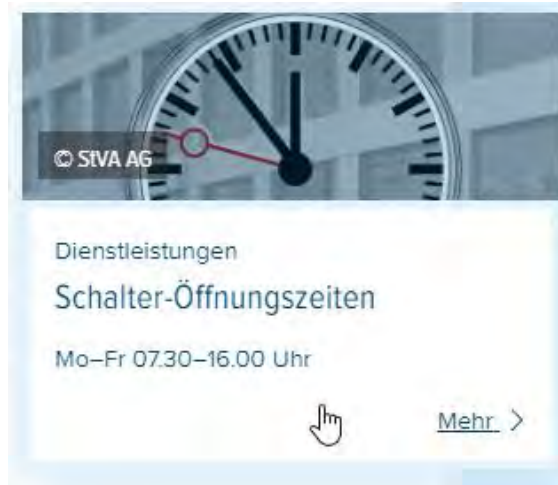 © StVA AG
Dienstleistungen
Schalter-Öffnungszeiten
Mo–Fr 07.30–16.00 Uhr
Mehr >